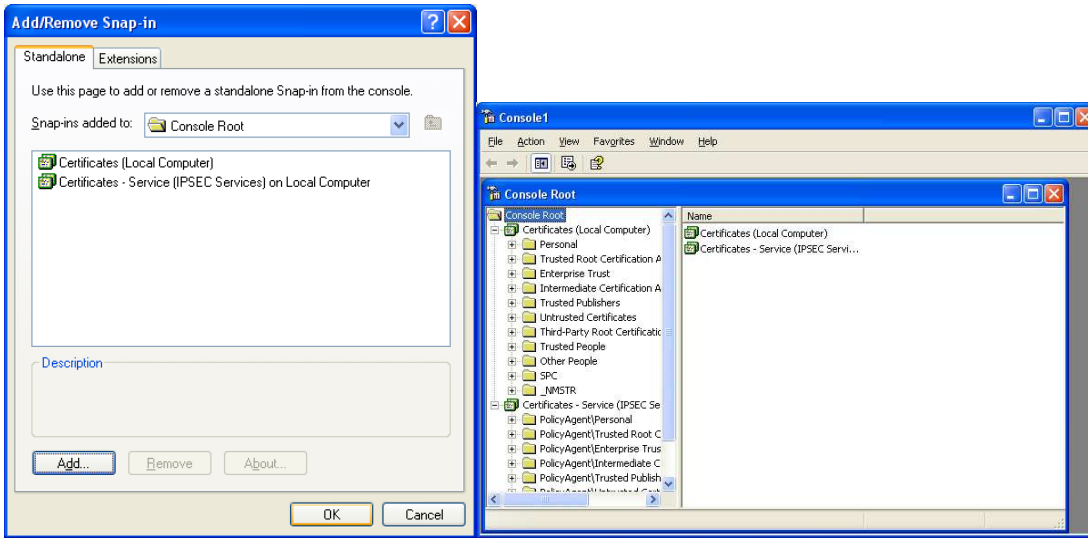 Add/Remove Snap-in
Standalone Extensions
Use this page to add or remove a standalone Snap-in from the console.
Snap-ins added to: Console Root
Certificates (Local Computer)
Certificates - Service (IPSEC Services) on Local Computer
Description
Add... Remove About...
OK Cancel
Console1
File Action View Favorites Window Help
Console Root
Console Root
Certificates (Local Computer)
Personal
Trusted Root Certification A
Enterprise Trust
Intermediate Certification A
Trusted Publishers
Untrusted Certificates
Third-Party Root Certificatic
Trusted People
Other People
SPC
_NMSTR
Certificates - Service (IPSEC Se
PolicyAgent\Personal
PolicyAgent\Trusted Root C
PolicyAgent\Enterprise Trus
PolicyAgent\Intermediate C
PolicyAgent\Trusted Publish
Name
Certificates (Local Computer)
Certificates - Service (IPSEC Servi...